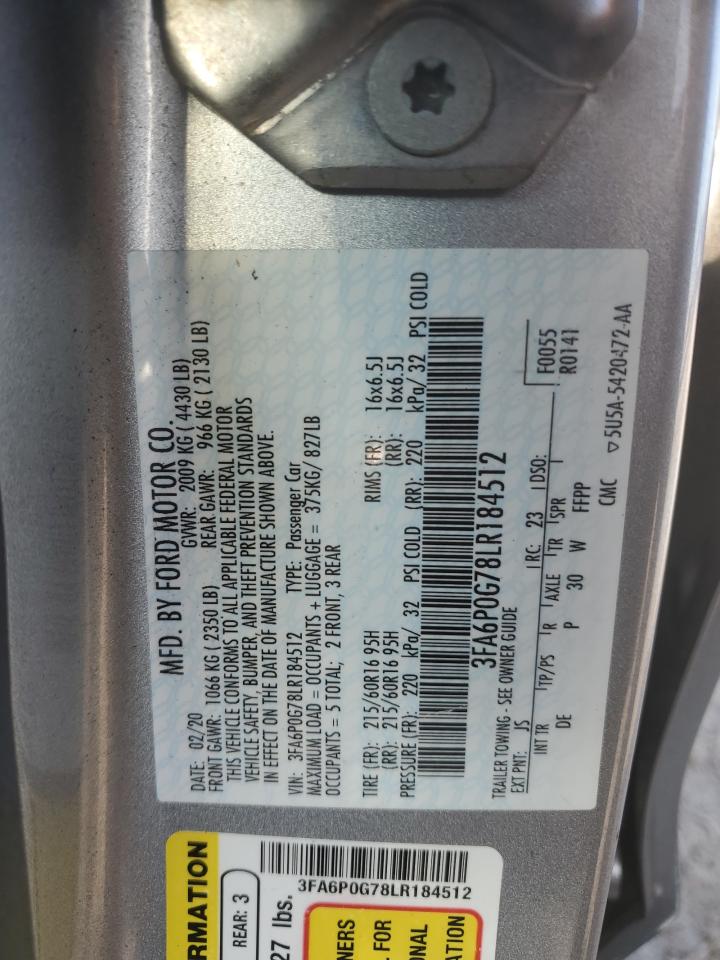 MFD. BY FORD MOTOR CO.
DATE: 02/20 GVWR: 2009 KG ( 4430 LB)
FRONT GAWR: 1066 KG ( 2350 LB) REAR GAWR: 966 KG ( 2130 LB)
THIS VEHICLE CONFORMS TO ALL APPLICABLE FEDERAL MOTOR
VEHICLE SAFETY, BUMPER, AND THEFT PREVENTION STANDARDS
IN EFFECT ON THE DATE OF MANUFACTURE SHOWN ABOVE.
VIN: 3FA6P0G78LR184512 TYPE: Passenger Car
MAXIMUM LOAD = OCCUPANTS + LUGGAGE = 375KG/ 827LB
OCCUPANTS = 5 TOTAL; 2 FRONT, 3 REAR
TIRE (FR): 215/60R16 95H RIMS (FR): 16x6.5J
(RR): 215/60R16 95H (RR): 16x6.5J
PRESSURE (FR): 220 kPa/ 32 PSI COLD (RR): 220 kPa/ 32 PSI COLD
3FA6P0G78LR184512
TRAILER TOWING - SEE OWNER GUIDE
EXT PNT: JS RC: 23 DSO: F0055
R0141
INT TR TP/PS R AXLE TR SPR
DE P 30 W FFPP
CMC ▽5U5A-5420472-AA
RMATION
REAR: 3
27 lbs.
3FA6P0G78LR184512
NERS
L FOR
ONAL
ATION